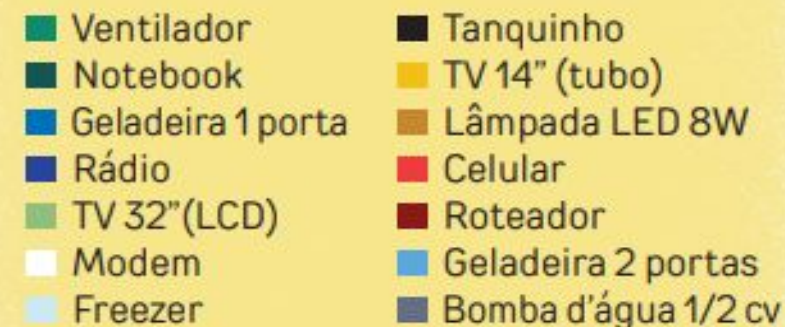 Ventilador
Notebook
Geladeira 1 porta
Rádio
TV 32”(LCD)
Modem
Freezer
Tanquinho
TV 14” (tubo)
Lâmpada LED 8W
Celular
Roteador
Geladeira 2 portas
Bomba d'água 1/2 cv